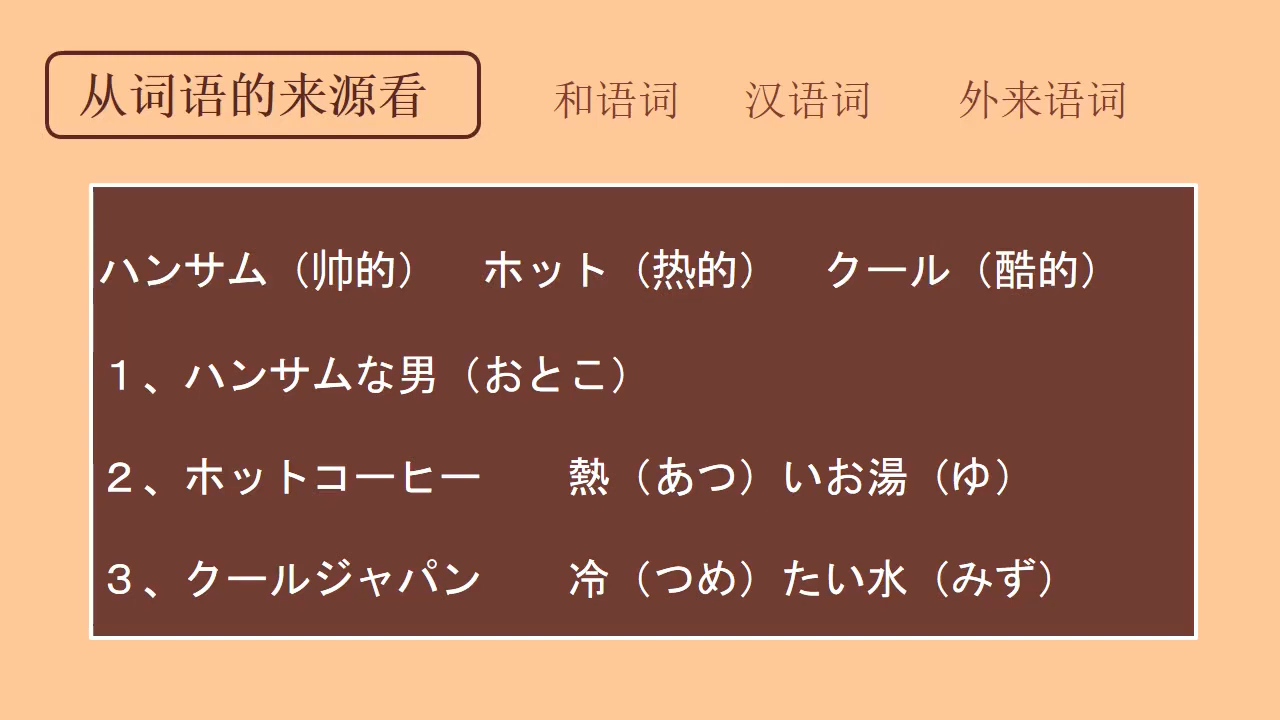 从词语的来源看 和语词 汉语词 外来语词
ハンサム（帅的） ホット（热的） クール（酷的）
１、ハンサムな男（おとこ）
２、ホットコーヒー 熱（あつ）いお湯（ゆ）
３、クールジャパン 冷（つめ）たい水（みず）